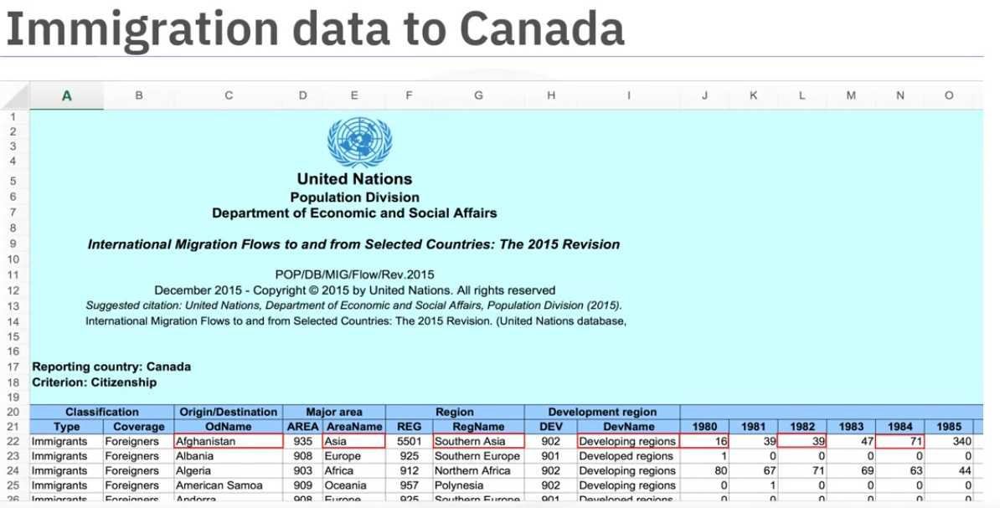 Immigration data to Canada
A B C D E F G H I J K L M N O
1
2
3
4
5 United Nations
6 Population Division
7 Department of Economic and Social Affairs
8
9 International Migration Flows to and from Selected Countries: The 2015 Revision
10
11 POP/DB/MIG/Flow/Rev.2015
12 December 2015 - Copyright © 2015 by United Nations. All rights reserved
13 Suggested citation: United Nations, Department of Economic and Social Affairs, Population Division (2015).
14 International Migration Flows to and from Selected Countries: The 2015 Revision. (United Nations database,
15
16
17 Reporting country: Canada
18 Criterion: Citizenship
19
20 Classification Origin/Destination Major area Region Development region
21 Type Coverage OdName AREA AreaName REG RegName DEV DevName 1980 1981 1982 1983 1984 1985
22 Immigrants Foreigners Afghanistan 935 Asia 5501 Southern Asia 902 Developing regions 16 39 39 47 71 340
23 Immigrants Foreigners Albania 908 Europe 925 Southern Europe 901 Developed regions 1 0 0 0 0 0
24 Immigrants Foreigners Algeria 903 Africa 912 Northern Africa 902 Developing regions 80 67 71 69 63 44
25 Immigrants Foreigners American Samoa 909 Oceania 957 Polynesia 902 Developing regions 0 1 0 0 0 0
26 Immigrants Foreigners Andorra 908 Europe 925 Southern Europe 901 Developed regions 0 0 0 0 0 0